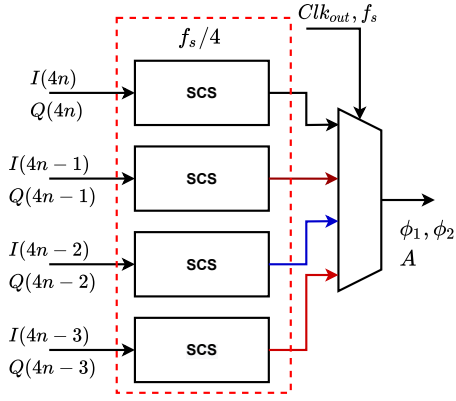 Clk_out, f_s
f_s/4
I(4n)
Q(4n)
SCS
I(4n − 1)
Q(4n − 1)
SCS
I(4n − 2)
Q(4n − 2)
SCS
I(4n − 3)
Q(4n − 3)
SCS
ϕ_1, ϕ_2
A